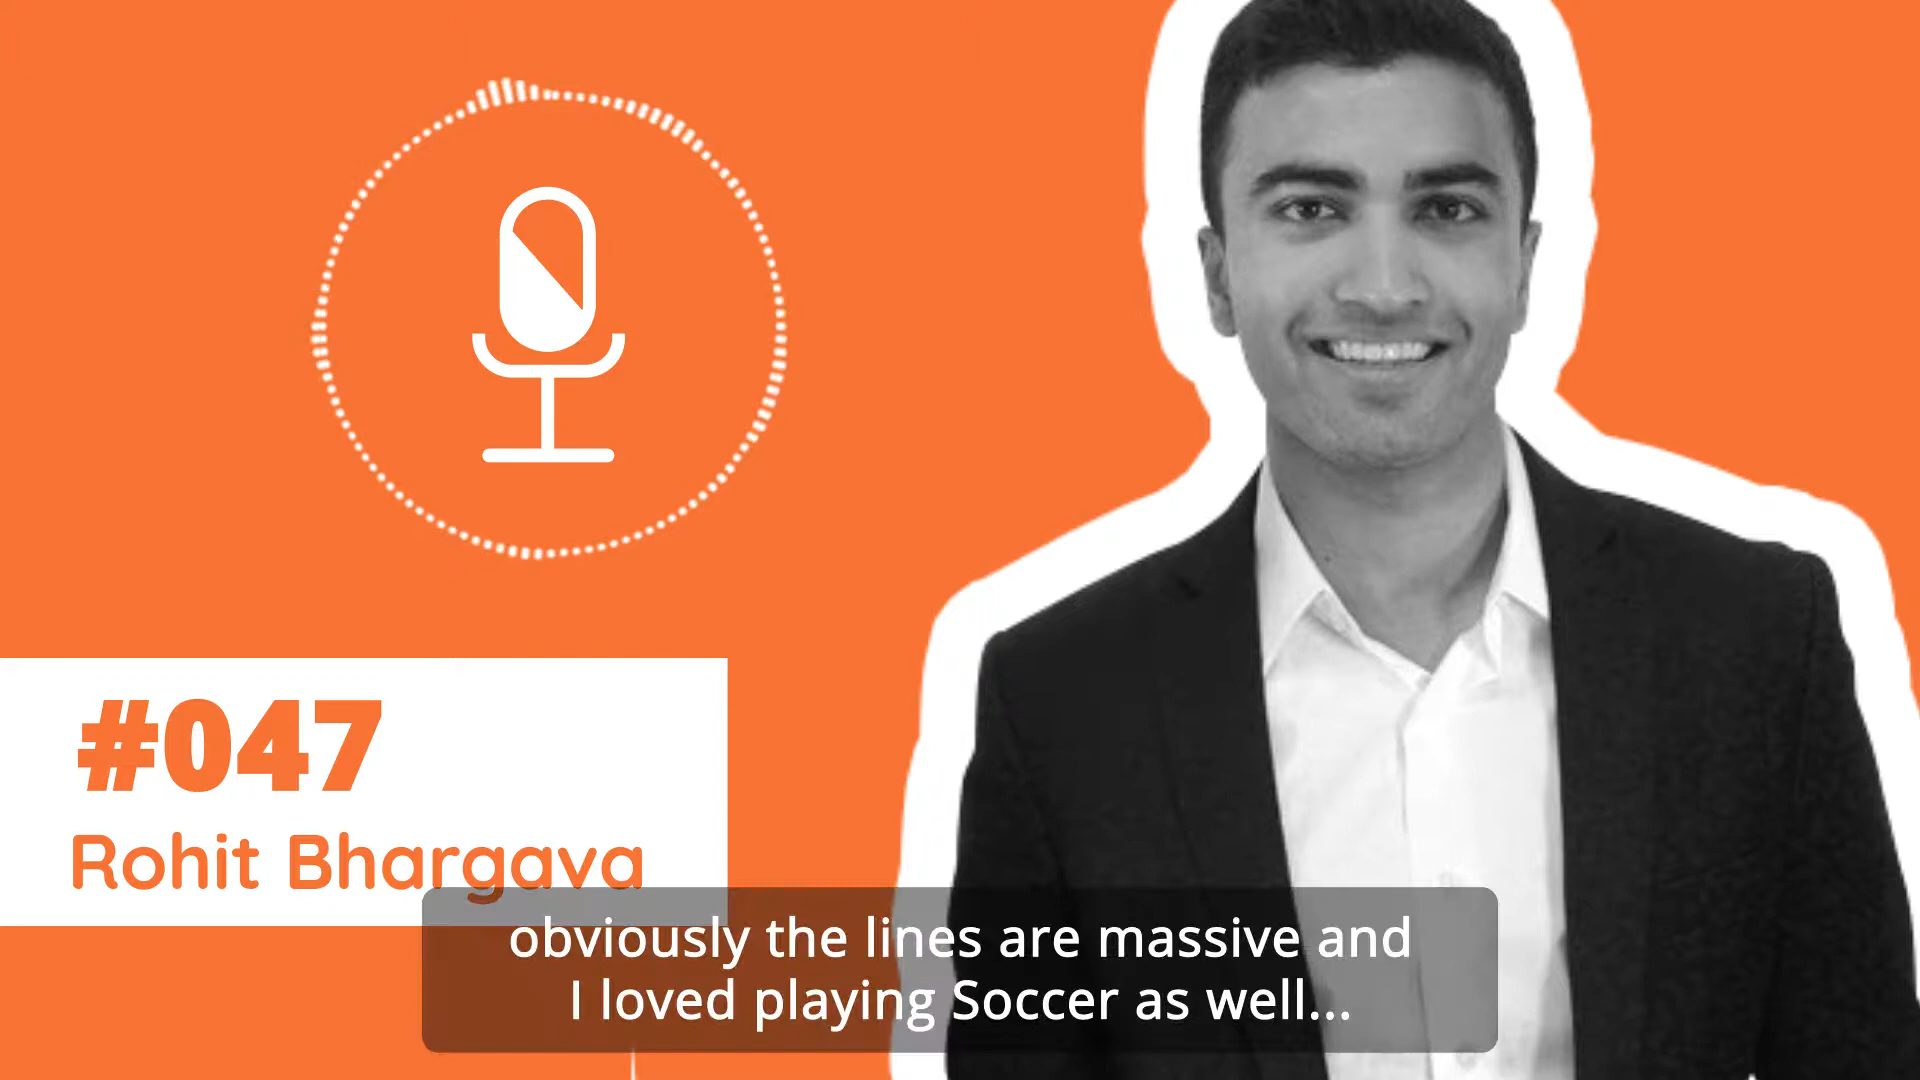 #047
Rohit Bhargava
obviously the lines are massive and
I loved playing Soccer as well...